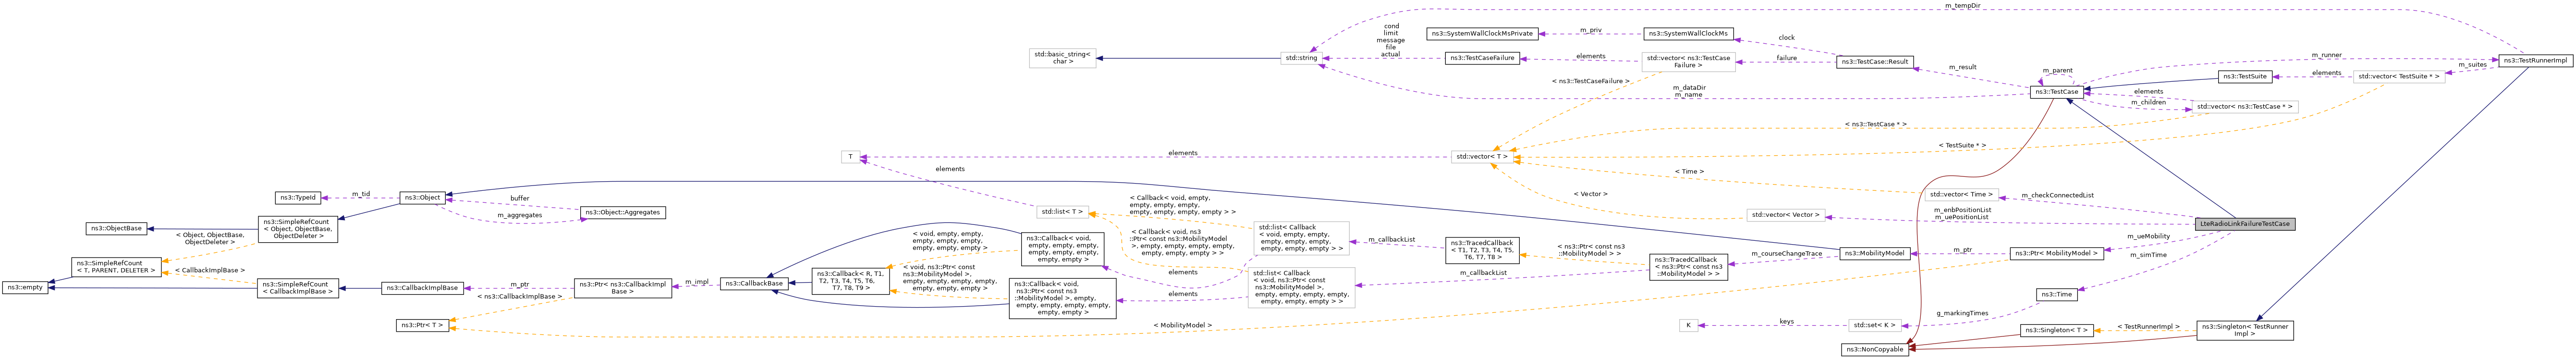 m_tempDir
cond
limit
message
file
actual
ns3::SystemWallClockMsPrivate
m_priv
ns3::SystemWallClockMs
clock
std::basic_string<
char >
std::string
ns3::TestCaseFailure
elements
std::vector< ns3::TestCase
Failure >
failure
ns3::TestCase::Result
m_result
m_parent
m_runner
ns3::TestRunnerImpl
m_suites
ns3::TestSuite
elements
std::vector< TestSuite * >
< ns3::TestCaseFailure >
m_dataDir
m_name
ns3::TestCase
elements
m_children
std::vector< ns3::TestCase * >
< ns3::TestCase * >
T
elements
std::vector< T >
< TestSuite * >
elements
< Time >
ns3::TypeId
m_tid
ns3::Object
buffer
m_aggregates
ns3::Object::Aggregates
std::list< T >
< Callback< void, empty,
empty, empty, empty,
empty, empty, empty, empty > >
< Vector >
std::vector< Time >
m_checkConnectedList
std::vector< Vector >
m_enbPositionList
m_uePositionList
LteRadioLinkFailureTestCase
ns3::ObjectBase
ns3::SimpleRefCount
< Object, ObjectBase,
ObjectDeleter >
< Object, ObjectBase,
ObjectDeleter >
< void, empty, empty,
empty, empty, empty,
empty, empty, empty >
ns3::Callback< void,
empty, empty, empty,
empty, empty, empty,
empty, empty >
< Callback< void, ns3
::Ptr< const ns3::MobilityModel
>, empty, empty, empty,
empty, empty, empty > >
std::list< Callback
< void, empty, empty,
empty, empty, empty,
empty, empty, empty > >
m_callbackList
ns3::TracedCallback
< T1, T2, T3, T4, T5,
T6, T7, T8 >
< ns3::Ptr< const ns3
::MobilityModel > >
ns3::TracedCallback
< ns3::Ptr< const ns3
::MobilityModel > >
m_courseChangeTrace
ns3::MobilityModel
m_ptr
ns3::Ptr< MobilityModel >
m_ueMobility
m_simTime
ns3::empty
ns3::SimpleRefCount
< T, PARENT, DELETER >
< CallbackImplBase >
ns3::SimpleRefCount
< CallbackImplBase >
ns3::CallbackImplBase
m_ptr
< ns3::CallbackImplBase >
ns3::Ptr< ns3::CallbackImpl
Base >
m_impl
ns3::CallbackBase
ns3::Callback< R, T1,
T2, T3, T4, T5, T6,
T7, T8, T9 >
< void, ns3::Ptr< const
ns3::MobilityModel >,
empty, empty, empty, empty,
empty, empty, empty >
ns3::Callback< void,
ns3::Ptr< const ns3
::MobilityModel >, empty,
empty, empty, empty, empty,
empty, empty >
elements
elements
std::list< Callback
< void, ns3::Ptr< const
ns3::MobilityModel >,
empty, empty, empty, empty,
empty, empty, empty > >
m_callbackList
ns3::Time
g_markingTimes
ns3::Ptr< T >
< MobilityModel >
K
keys
std::set< K >
ns3::Singleton< T >
< TestRunnerImpl >
ns3::Singleton< TestRunner
Impl >
ns3::NonCopyable